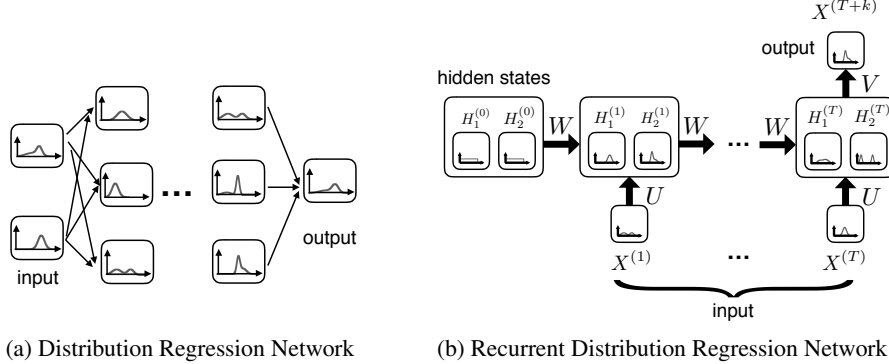 input
...
output
(a) Distribution Regression Network
X^{(T+k)}
output
V
hidden states
H_1^{(0)} H_2^{(0)}
W
H_1^{(1)} H_2^{(1)}
W
...
W
H_1^{(T)} H_2^{(T)}
U
U
X^{(1)}
...
X^{(T)}
input
(b) Recurrent Distribution Regression Network